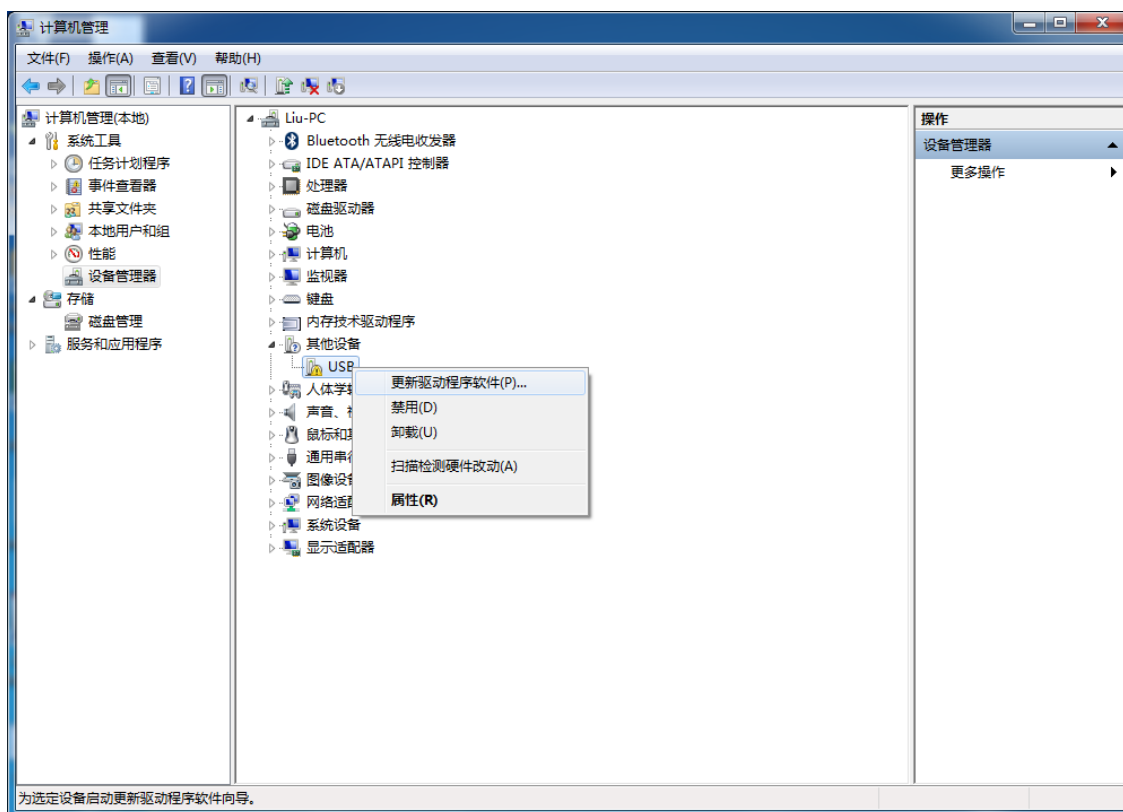 计算机管理
文件(F) 操作(A) 查看(V) 帮助(H)
计算机管理(本地)
系统工具
任务计划程序
事件查看器
共享文件夹
本地用户和组
性能
设备管理器
存储
磁盘管理
服务和应用程序
Liu-PC
Bluetooth 无线电收发器
IDE ATA/ATAPI 控制器
处理器
磁盘驱动器
电池
计算机
监视器
键盘
内存技术驱动程序
其他设备
USB
人体学
声音、
鼠标和
通用串
图像设
网络适
系统设备
显示适配器
更新驱动程序软件(P)...
禁用(D)
卸载(U)
扫描检测硬件改动(A)
属性(R)
操作
设备管理器
更多操作
为选定设备启动更新驱动程序软件向导。